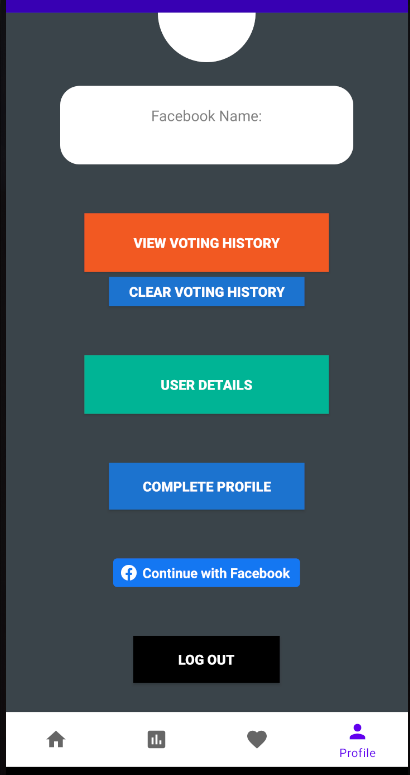 Facebook Name:
VIEW VOTING HISTORY
CLEAR VOTING HISTORY
USER DETAILS
COMPLETE PROFILE
Continue with Facebook
LOG OUT
Profile